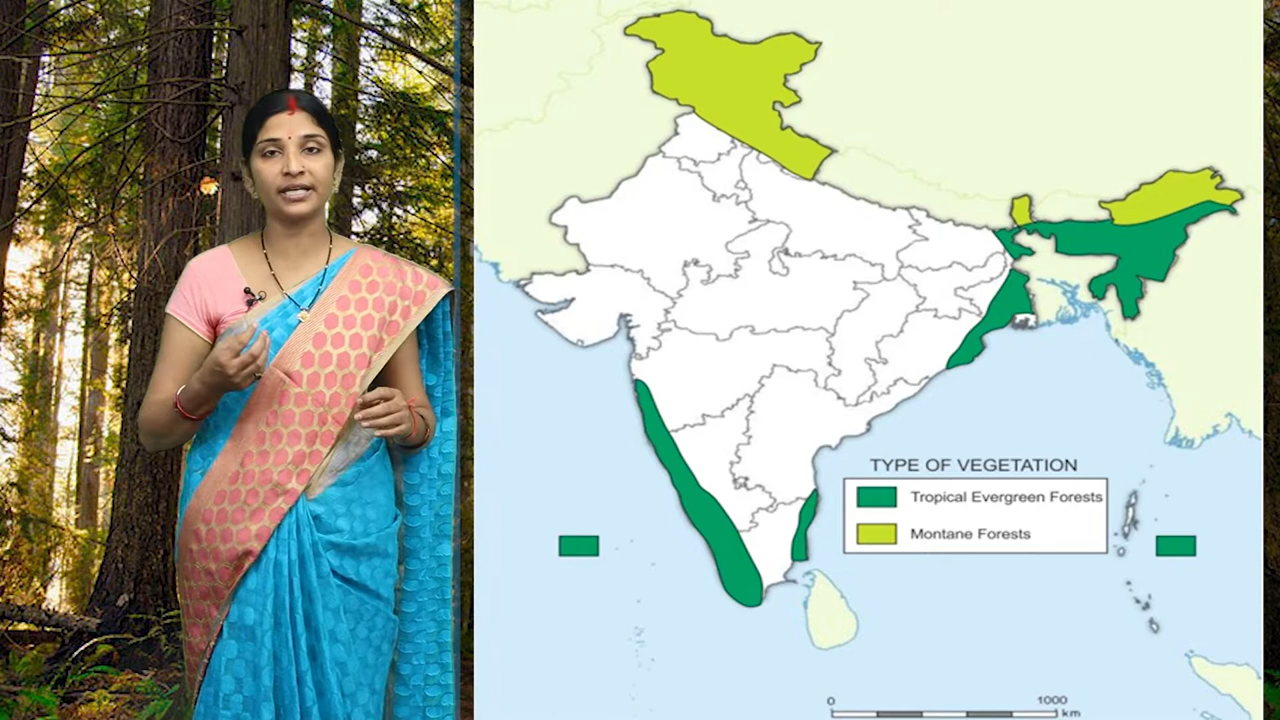 TYPE OF VEGETATION
Tropical Evergreen Forests
Montane Forests
0 1000
km